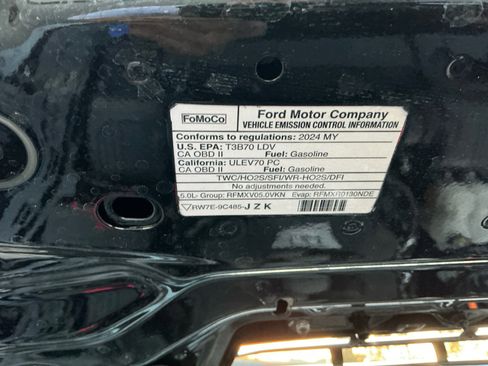 FoMoCo
Ford Motor Company
VEHICLE EMISSION CONTROL INFORMATION
Conforms to regulations: 2024 MY
U.S. EPA: T3B70 LDV
CA OBD II Fuel: Gasoline
California: ULEV70 PC
CA OBD II Fuel: Gasoline
TWC/HO2S/SFI/WR-HO2S/DFI
No adjustments needed.
5.0L- Group: RFMXV05.0VKN Evap: RFMXR0130NDE
RW7E-9C485-J Z K